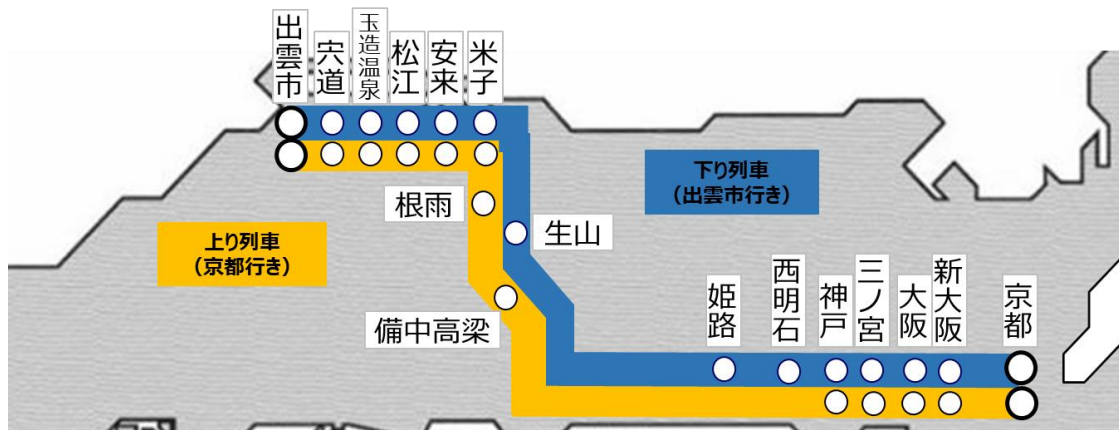 出雲市
宍道
玉造温泉
松江
安来
米子
下り列車
(出雲市行き)
根雨
生山
上り列車
(京都行き)
備中高梁
姫路
西明石
神戸
三ノ宮
大阪
新大阪
京都